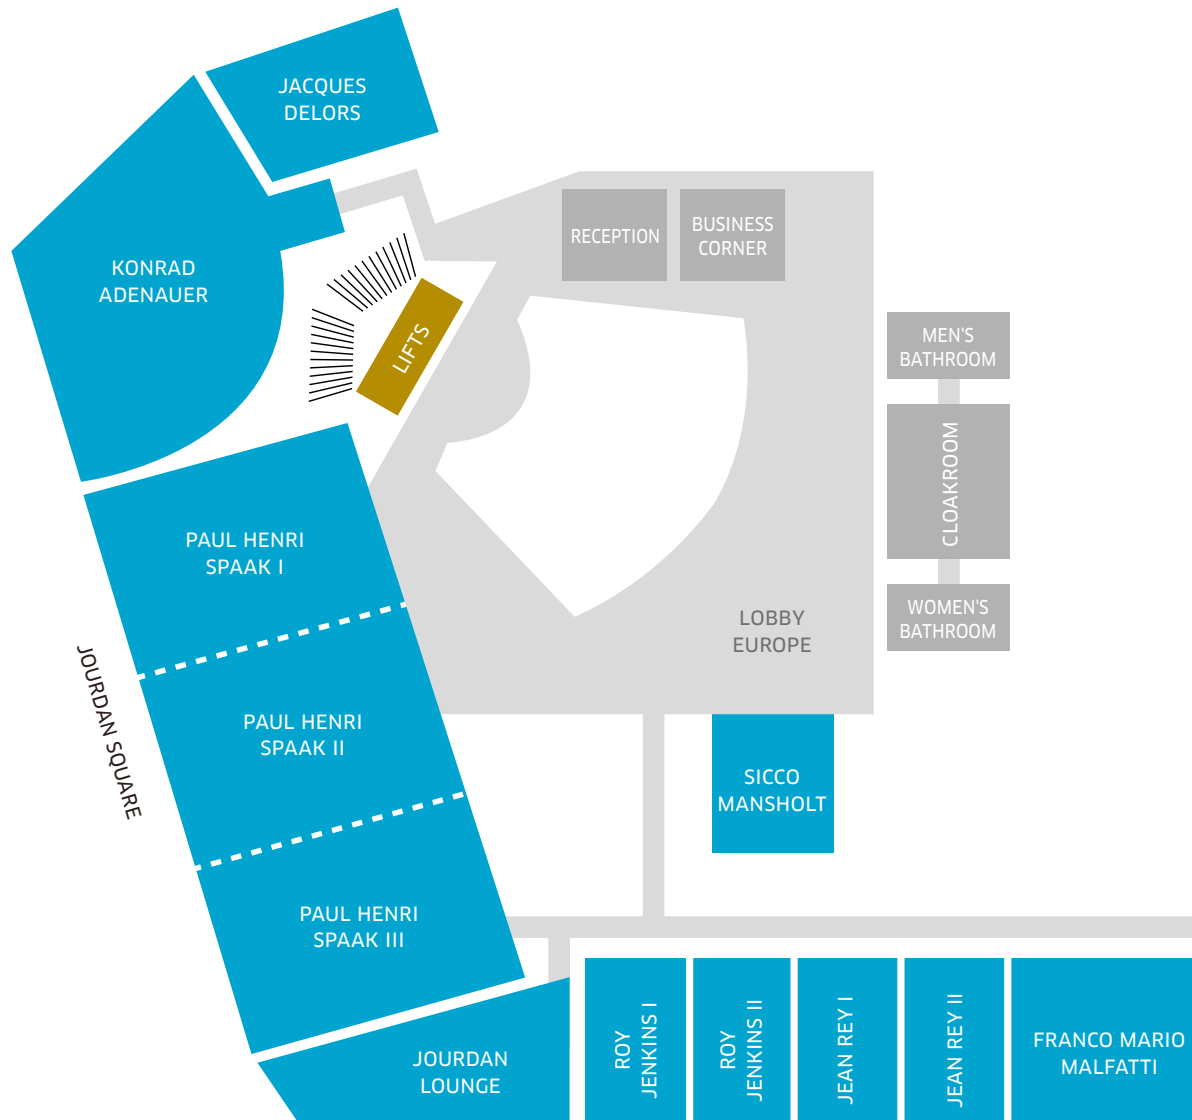 JACQUES
DELORS
KONRAD
ADENAUER
RECEPTION
BUSINESS
CORNER
LIFTS
MEN'S
BATHROOM
CLOAKROOM
WOMEN'S
BATHROOM
PAUL HENRI
SPAAK I
LOBBY
EUROPE
JOURDAN SQUARE
PAUL HENRI
SPAAK II
SICCO
MANSHOLT
PAUL HENRI
SPAAK III
JOURDAN
LOUNGE
ROY
JENKINS I
ROY
JENKINS II
JEAN REY I
JEAN REY II
FRANCO MARIO
MALFATTI